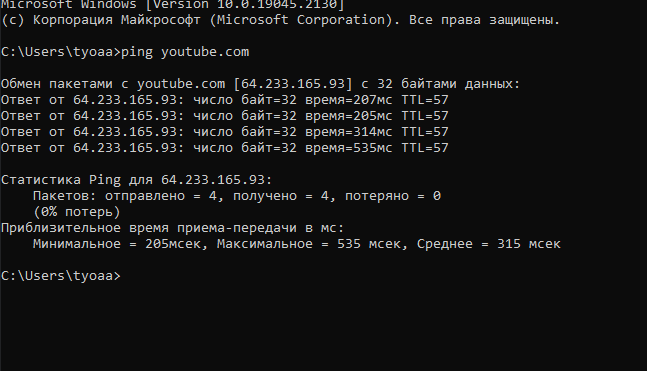 Microsoft Windows [Version 10.0.19045.2130]
(c) Корпорация Майкрософт (Microsoft Corporation). Все права защищены.
C:\Users\tyoaa>ping youtube.com
Обмен пакетами с youtube.com [64.233.165.93] с 32 байтами данных:
Ответ от 64.233.165.93: число байт=32 время=207мс TTL=57
Ответ от 64.233.165.93: число байт=32 время=205мс TTL=57
Ответ от 64.233.165.93: число байт=32 время=314мс TTL=57
Ответ от 64.233.165.93: число байт=32 время=535мс TTL=57
Статистика Ping для 64.233.165.93:
Пакетов: отправлено = 4, получено = 4, потеряно = 0
(0% потерь)
Приблизительное время приема-передачи в мс:
Минимальное = 205мсек, Максимальное = 535 мсек, Среднее = 315 мсек
C:\Users\tyoaa>